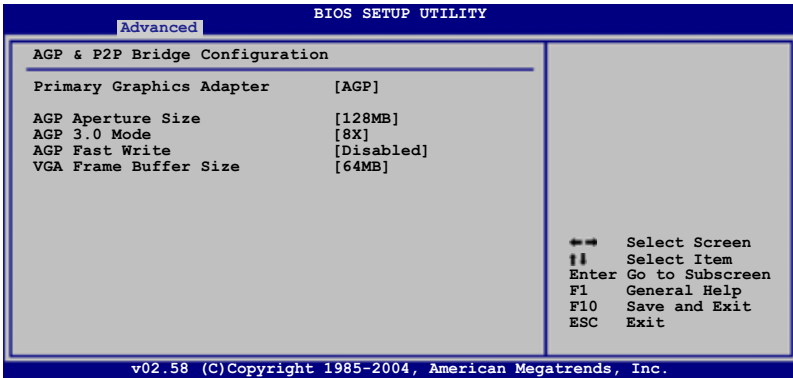 BIOS SETUP UTILITY
Advanced
AGP & P2P Bridge Configuration
Primary Graphics Adapter [AGP]
AGP Aperture Size [128MB]
AGP 3.0 Mode [8X]
AGP Fast Write [Disabled]
VGA Frame Buffer Size [64MB]
←→ Select Screen
↑↓ Select Item
Enter Go to Subscreen
F1 General Help
F10 Save and Exit
ESC Exit
v02.58 (C)Copyright 1985-2004, American Megatrends, Inc.